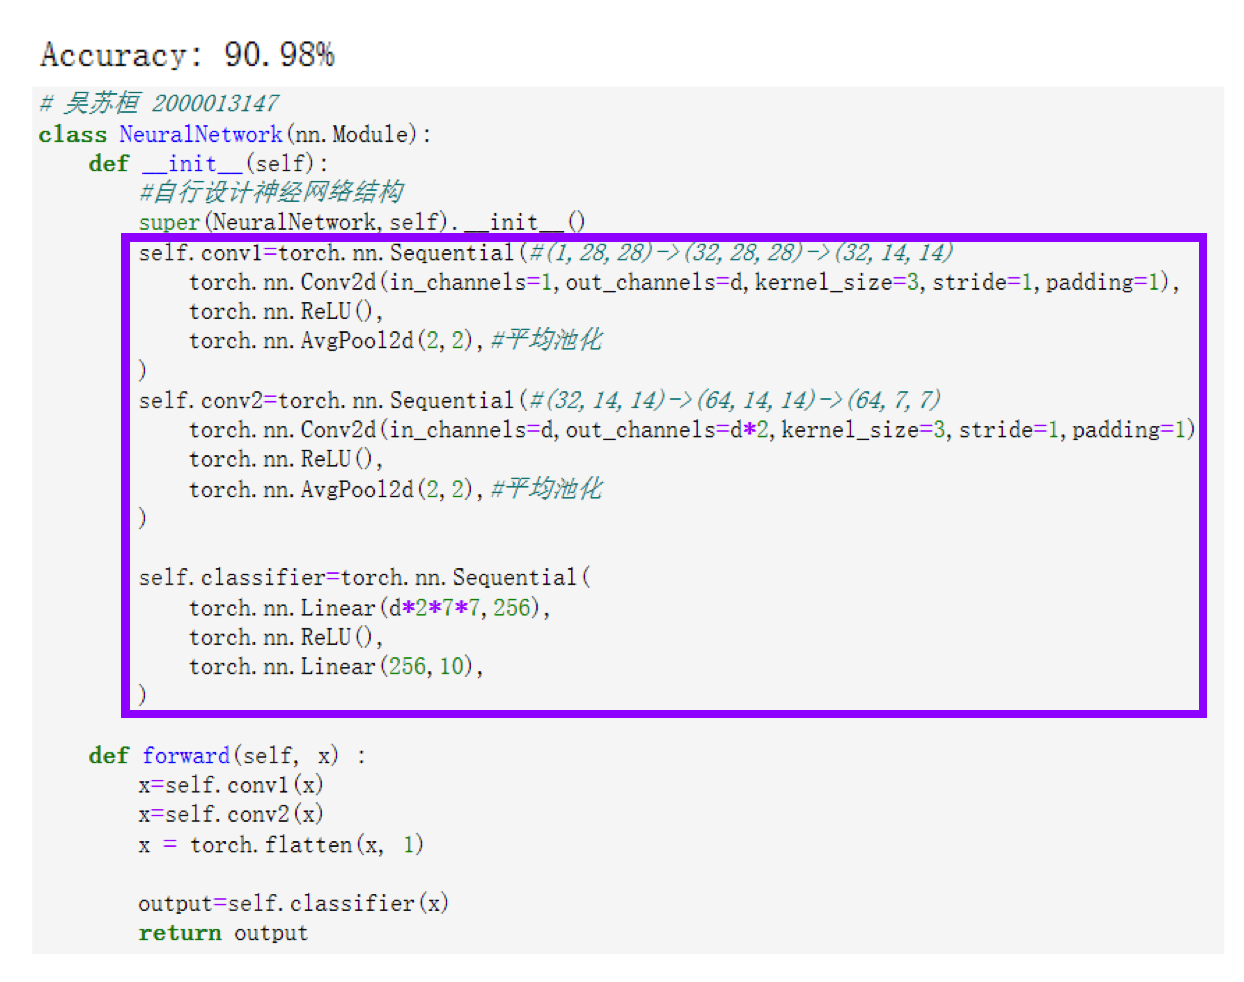 Accuracy: 90.98%
# 吴苏桓 2000013147
class NeuralNetwork(nn.Module):
    def __init__(self):
        #自行设计神经网络结构
        super(NeuralNetwork,self).__init__()
        self.conv1=torch.nn.Sequential(#(1,28,28)->(32,28,28)->(32,14,14)
            torch.nn.Conv2d(in_channels=1,out_channels=d,kernel_size=3,stride=1,padding=1),
            torch.nn.ReLU(),
            torch.nn.AvgPool2d(2,2),#平均池化
        )
        self.conv2=torch.nn.Sequential(#(32,14,14)->(64,14,14)->(64,7,7)
            torch.nn.Conv2d(in_channels=d,out_channels=d*2,kernel_size=3,stride=1,padding=1)
            torch.nn.ReLU(),
            torch.nn.AvgPool2d(2,2),#平均池化
        )
        self.classifier=torch.nn.Sequential(
            torch.nn.Linear(d*2*7*7,256),
            torch.nn.ReLU(),
            torch.nn.Linear(256,10),
        )
    def forward(self, x) :
        x=self.conv1(x)
        x=self.conv2(x)
        x = torch.flatten(x, 1)
        output=self.classifier(x)
        return output